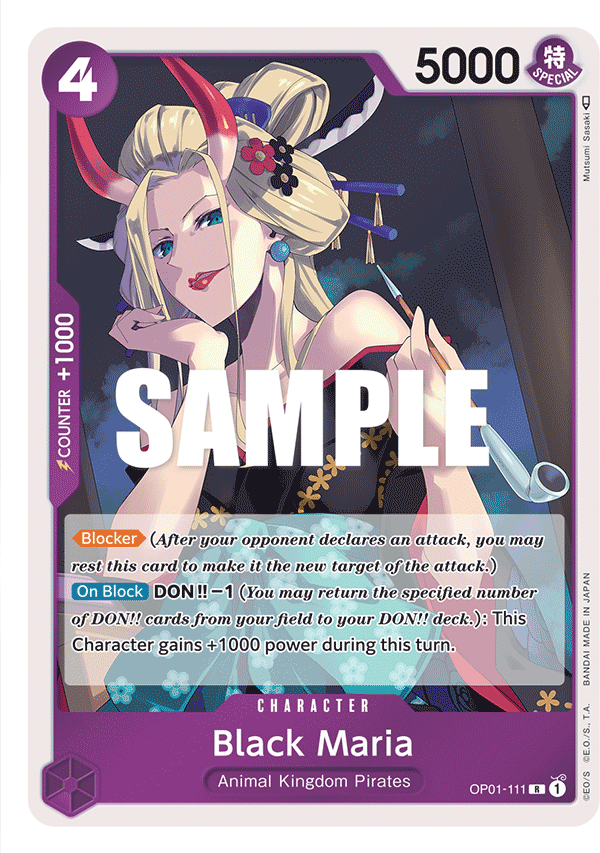 4
5000
特
SPECIAL
Mutsumi Sasaki
COUNTER +1000
SAMPLE
Blocker (After your opponent declares an attack, you may
rest this card to make it the new target of the attack.)
On Block DON!! −1 (You may return the specified number
of DON!! cards from your field to your DON!! deck.): This
Character gains +1000 power during this turn.
CHARACTER
Black Maria
Animal Kingdom Pirates
OP01-111 R 1
©E.O/S ©E.O./S., T.A. BANDAI MADE IN JAPAN